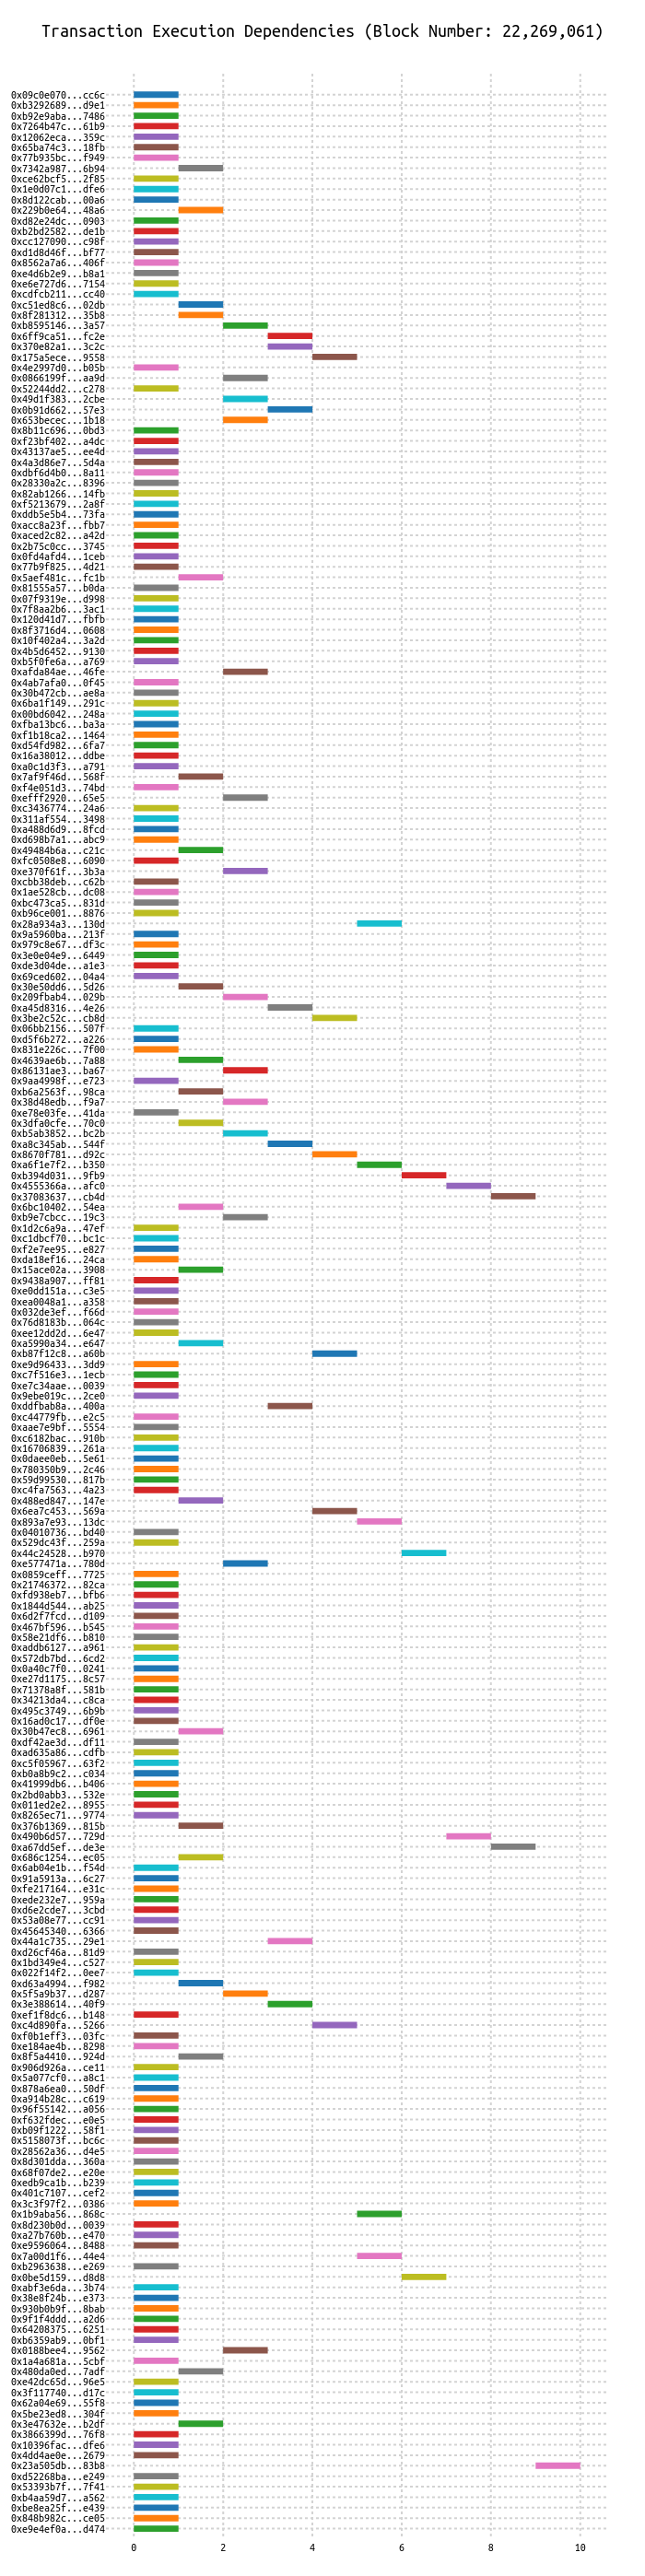 Transaction Execution Dependencies (Block Number: 22,269,061)
0x09c0e070...cc6c
0xb3292689...d9e1
0xb92e9aba...7486
0x7264b47c...61b9
0x12062eca...359c
0x65ba74c3...18fb
0x77b935bc...f949
0x7342a987...6b94
0xce62bcf5...2f85
0x1e0d07c1...dfe6
0x8d122cab...00a6
0x229b0e64...48a6
0xd82e24dc...0903
0xb2bd2582...de1b
0xcc127090...c98f
0xd1d8d46f...bf77
0x8562a7a6...406f
0xe4d6b2e9...b8a1
0xe6e727d6...7154
0xcdfcb211...cc40
0xc51ed8c6...02db
0x8f281312...35b8
0xb8595146...3a57
0x6ff9ca51...fc2e
0x370e82a1...3c2c
0x175a5ece...9558
0x4e2997d0...b05b
0x0866199f...aa9d
0x52244dd2...c278
0x49d1f383...2cbe
0x0b91d662...57e3
0x653becec...1b18
0x8b11c696...0bd3
0xf23bf402...a4dc
0x43137ae5...ee4d
0x4a3d86e7...5d4a
0xdbf6d4b0...8a11
0x28330a2c...8396
0x82ab1266...14fb
0xf5213679...2a8f
0xddb5e5b4...73fa
0xacc8a23f...fbb7
0xaced2c82...a42d
0x2b75c0cc...3745
0x0fd4afd4...1ceb
0x77b9f825...4d21
0x5aef481c...fc1b
0x81555a57...b0da
0x07f9319e...d998
0x7f8aa2b6...3ac1
0x120d41d7...fbfb
0x8f3716d4...0608
0x10f402a4...3a2d
0x4b5d6452...9130
0xb5f0fe6a...a769
0xafda84ae...46fe
0x4ab7afa0...0f45
0x30b472cb...ae8a
0x6ba1f149...291c
0x00bd6042...248a
0xfba13bc6...ba3a
0xf1b18ca2...1464
0xd54fd982...6fa7
0x16a38012...ddbe
0xa0c1d3f3...a791
0x7af9f46d...568f
0xf4e051d3...74bd
0xefff2920...65e5
0xc3436774...24a6
0x311af554...3498
0xa488d6d9...8fcd
0xd698b7a1...abc9
0x49484b6a...c21c
0xfc0508e8...6090
0xe370f61f...3b3a
0xcbb38deb...c62b
0x1ae528cb...dc08
0xbc473ca5...831d
0xb96ce001...8876
0x28a934a3...130d
0x9a5960ba...213f
0x979c8e67...df3c
0x3e0e04e9...6449
0xde3d04de...a1e3
0x69ced602...04a4
0x30e50dd6...5d26
0x209fbab4...029b
0xa45d8316...4e26
0x3be2c52c...cb8d
0x06bb2156...507f
0xd5f6b272...a226
0x831e226c...7f00
0x4639ae6b...7a88
0x86131ae3...ba67
0x9aa4998f...e723
0xb6a2563f...98ca
0x38d48edb...f9a7
0xe78e03fe...41da
0x3dfa0cfe...70c0
0xb5ab3852...bc2b
0xa8c345ab...544f
0x8670f781...d92c
0xa6f1e7f2...b350
0xb394d031...9fb9
0x4555366a...afc0
0x37083637...cb4d
0x6bc10402...54ea
0xb9e7cbcc...19c3
0x1d2c6a9a...47ef
0xc1dbcf70...bc1c
0xf2e7ee95...e827
0xda18ef16...24ca
0x15ace02a...3908
0x9438a907...ff81
0xe0dd151a...c3e5
0xea0048a1...a358
0x032de3ef...f66d
0x76d8183b...064c
0xee12dd2d...6e47
0xa5990a34...e647
0xb87f12c8...a60b
0xe9d96433...3dd9
0xc7f516e3...1ecb
0xe7c34aae...0039
0x9ebe019c...2ce0
0xddfbab8a...400a
0xc44779fb...e2c5
0xaae7e9bf...5554
0xc6182bac...910b
0x16706839...261a
0x0daee0eb...5e61
0x780350b9...2c46
0x59d99530...817b
0xc4fa7563...4a23
0x488ed847...147e
0x6ea7c453...569a
0x893a7e93...13dc
0x04010736...bd40
0x529dc43f...259a
0x44c24528...b970
0xe577471a...780d
0x0859ceff...7725
0x21746372...82ca
0xfd938eb7...bfb6
0x1844d544...ab25
0x6d2f7fcd...d109
0x467bf596...b545
0x58e21df6...b810
0xaddb6127...a961
0x572db7bd...6cd2
0x0a40c7f0...0241
0xe27d1175...8c57
0x71378a8f...581b
0x34213da4...c8ca
0x495c3749...6b9b
0x16ad0c17...df0e
0x30b47ec8...6961
0xdf42ae3d...df11
0xad635a86...cdfb
0xc5f05967...63f2
0xb0a8b9c2...c034
0x41999db6...b406
0x2bd0abb3...532e
0x011ed2e2...8955
0x8265ec71...9774
0x376b1369...815b
0x490b6d57...729d
0xa67dd5ef...de3e
0x686c1254...ec05
0x6ab04e1b...f54d
0x91a5913a...6c27
0xfe217164...e31c
0xede232e7...959a
0xd6e2cde7...3cbd
0x53a08e77...cc91
0x45645340...6366
0x44a1c735...29e1
0xd26cf46a...81d9
0x1bd349e4...c527
0x022f14f2...0ee7
0xd63a4994...f982
0x5f5a9b37...d287
0x3e388614...40f9
0xef1f8dc6...b148
0xc4d890fa...5266
0xf0b1eff3...03fc
0xe184ae4b...8298
0x8f5a4410...924d
0x906d926a...ce11
0x5a077cf0...a8c1
0x878a6ea0...50df
0xa914b28c...c619
0x96f55142...a056
0xf632fdec...e0e5
0xb09f1222...58f1
0x5158073f...bc6c
0x28562a36...d4e5
0x8d301dda...360a
0x68f07de2...e20e
0xedb9ca1b...b239
0x401c7107...cef2
0x3c3f97f2...0386
0x1b9aba56...868c
0x8d230b0d...0039
0xa27b760b...e470
0xe9596064...8488
0x7a00d1f6...44e4
0xb2963638...e269
0x0be5d159...d8d8
0xabf3e6da...3b74
0x38e8f24b...e373
0x930b0b9f...8bab
0x9f1f4ddd...a2d6
0x64208375...6251
0xb6359ab9...0bf1
0x0188bee4...9562
0x1a4a681a...5cbf
0x480da0ed...7adf
0xe42dc65d...96e5
0x3f117740...d17c
0x62a04e69...55f8
0x5be23ed8...304f
0x3e47632e...b2df
0x3866399d...76f8
0x10396fac...dfe6
0x4dd4ae0e...2679
0x23a505db...83b8
0xd52268ba...e249
0x53393b7f...7f41
0xb4aa59d7...a562
0xbe8ea25f...e439
0x848b982c...ce05
0xe9e4ef0a...d474
0 2 4 6 8 10